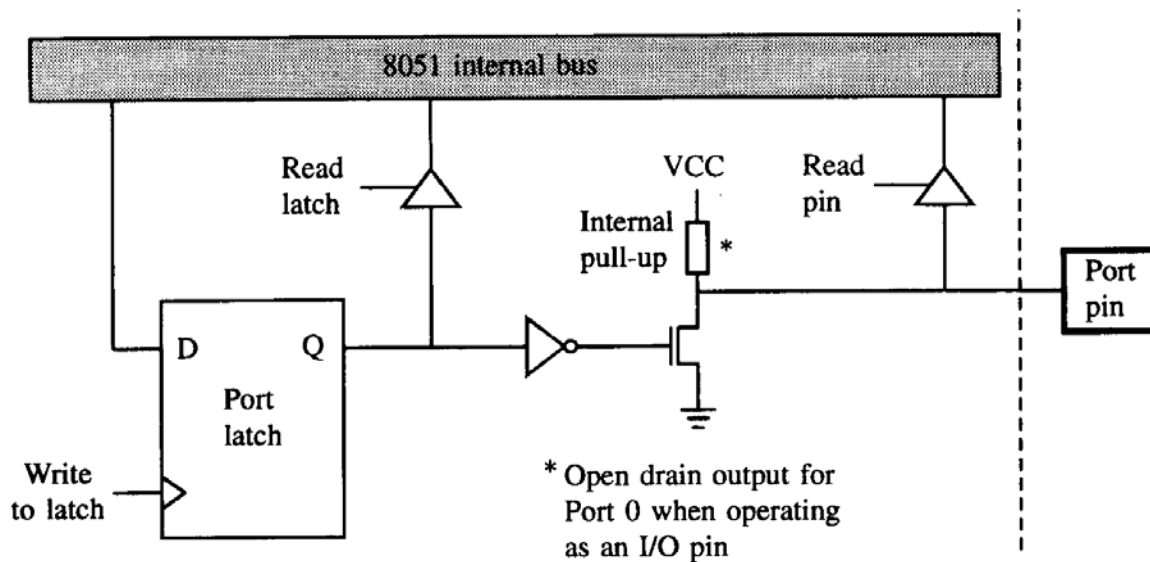 8051 internal bus
Read
latch
VCC
Read
pin
Internal
pull-up
*
Port
pin
D
Q
Port
latch
Write
to latch
* Open drain output for
Port 0 when operating
as an I/O pin